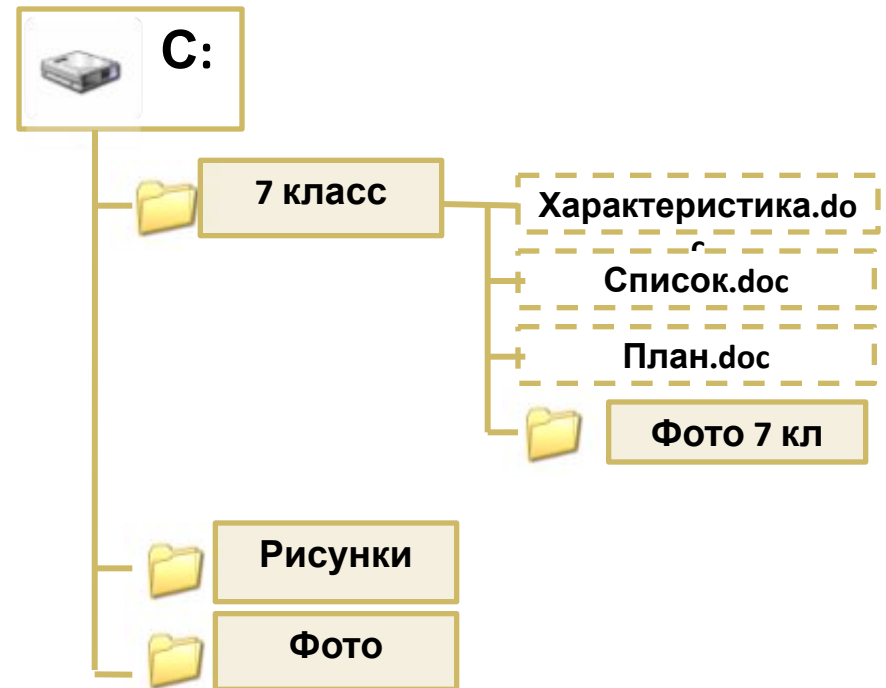 С:
7 класс
Характеристика.do
c
Список.doc
План.doc
Фото 7 кл
Рисунки
Фото